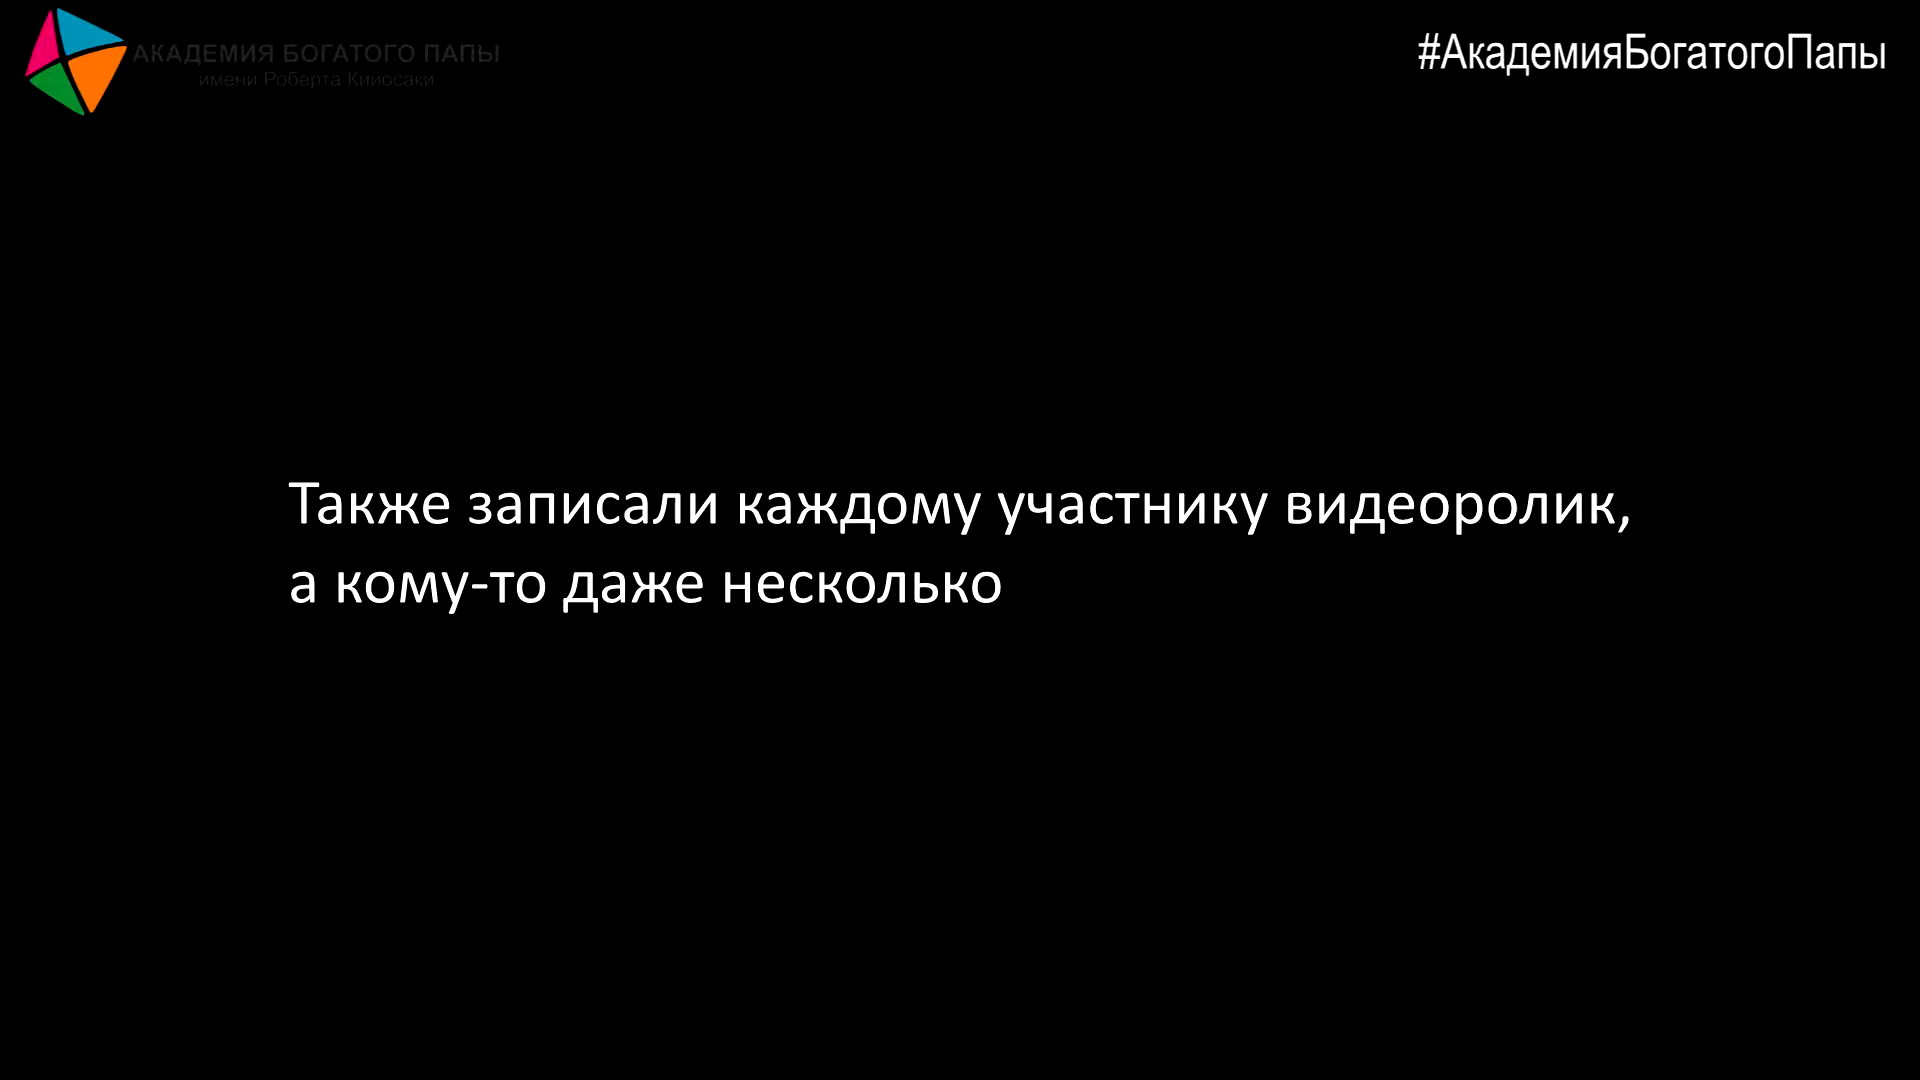 АКАДЕМИЯ БОГАТОГО ПАПЫ
имени Роберта Кийосаки
#АкадемияБогатогоПапы
Также записали каждому участнику видеоролик,
а кому-то даже несколько